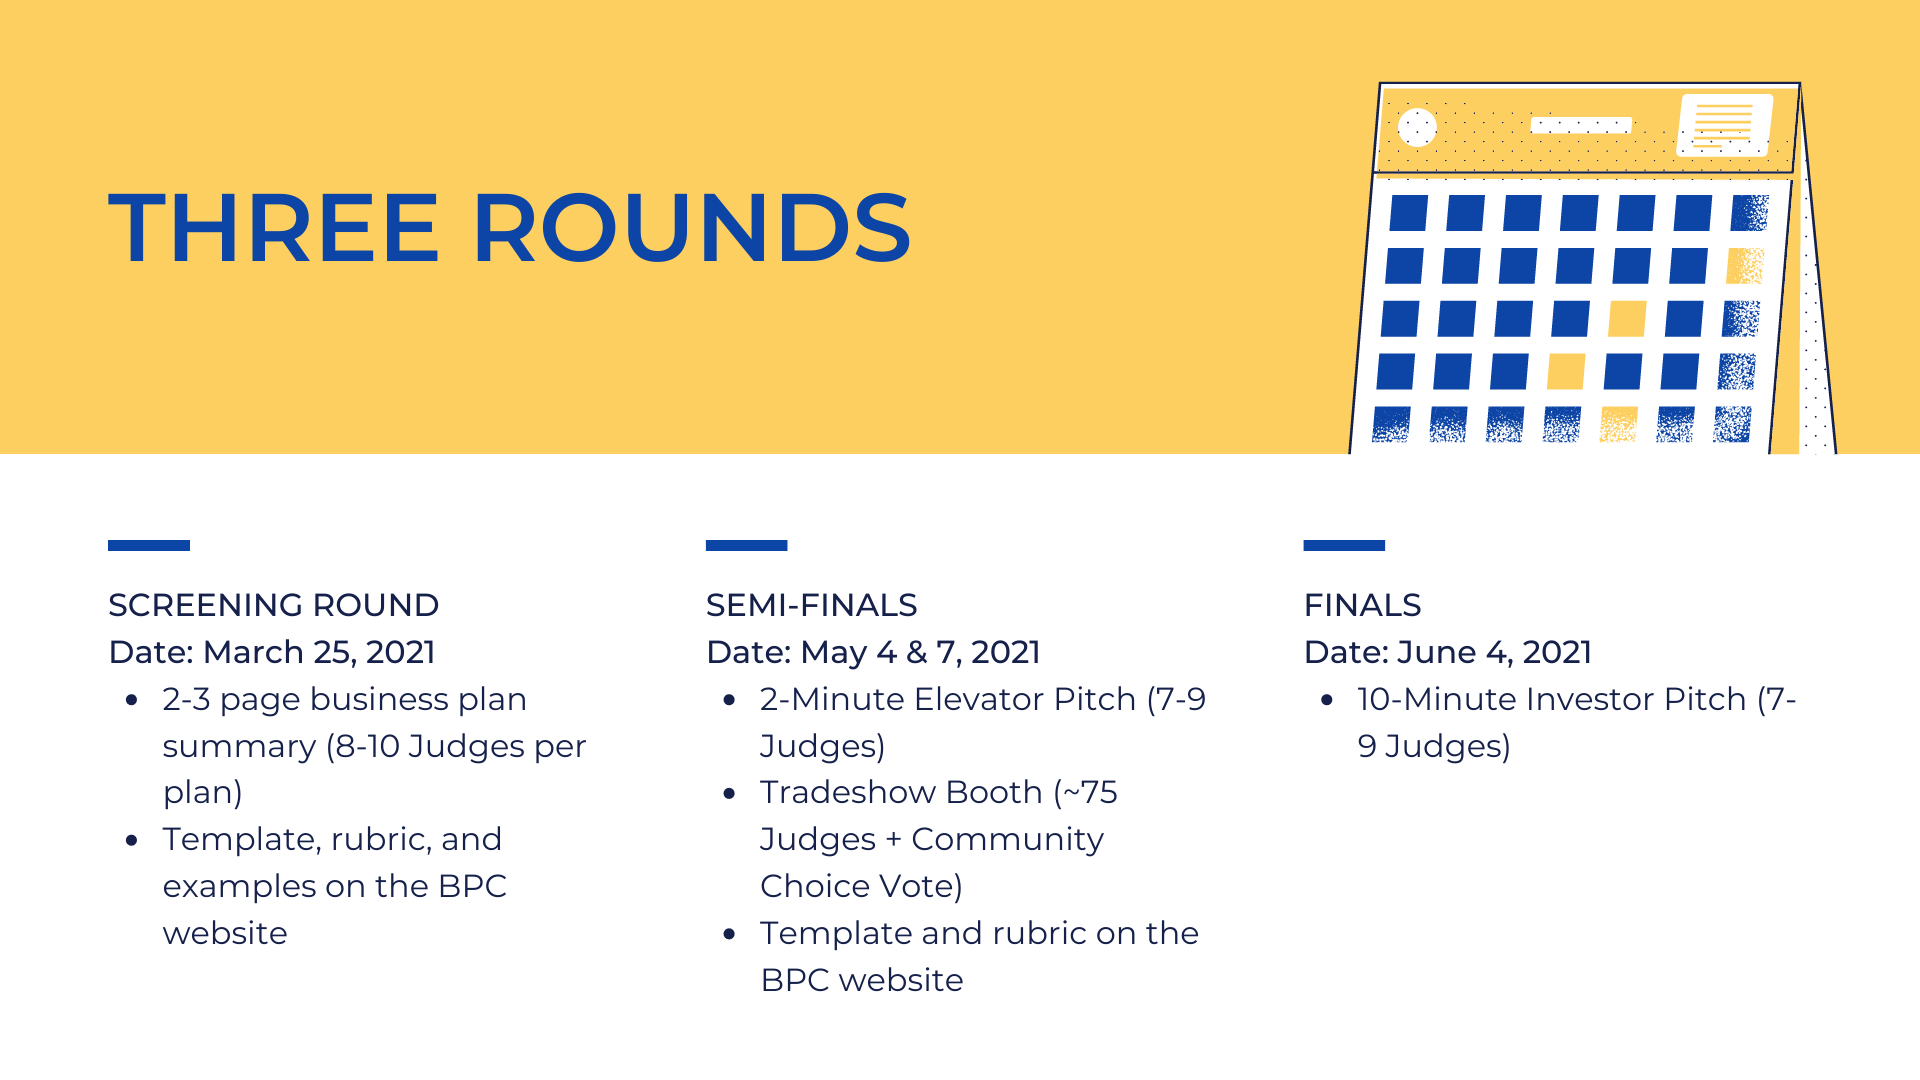 THREE ROUNDS
SCREENING ROUND
Date: March 25, 2021
• 2-3 page business plan
summary (8-10 Judges per
plan)
• Template, rubric, and
examples on the BPC
website
SEMI-FINALS
Date: May 4 & 7, 2021
• 2-Minute Elevator Pitch (7-9
Judges)
• Tradeshow Booth (~75
Judges + Community
Choice Vote)
• Template and rubric on the
BPC website
FINALS
Date: June 4, 2021
• 10-Minute Investor Pitch (7-
9 Judges)